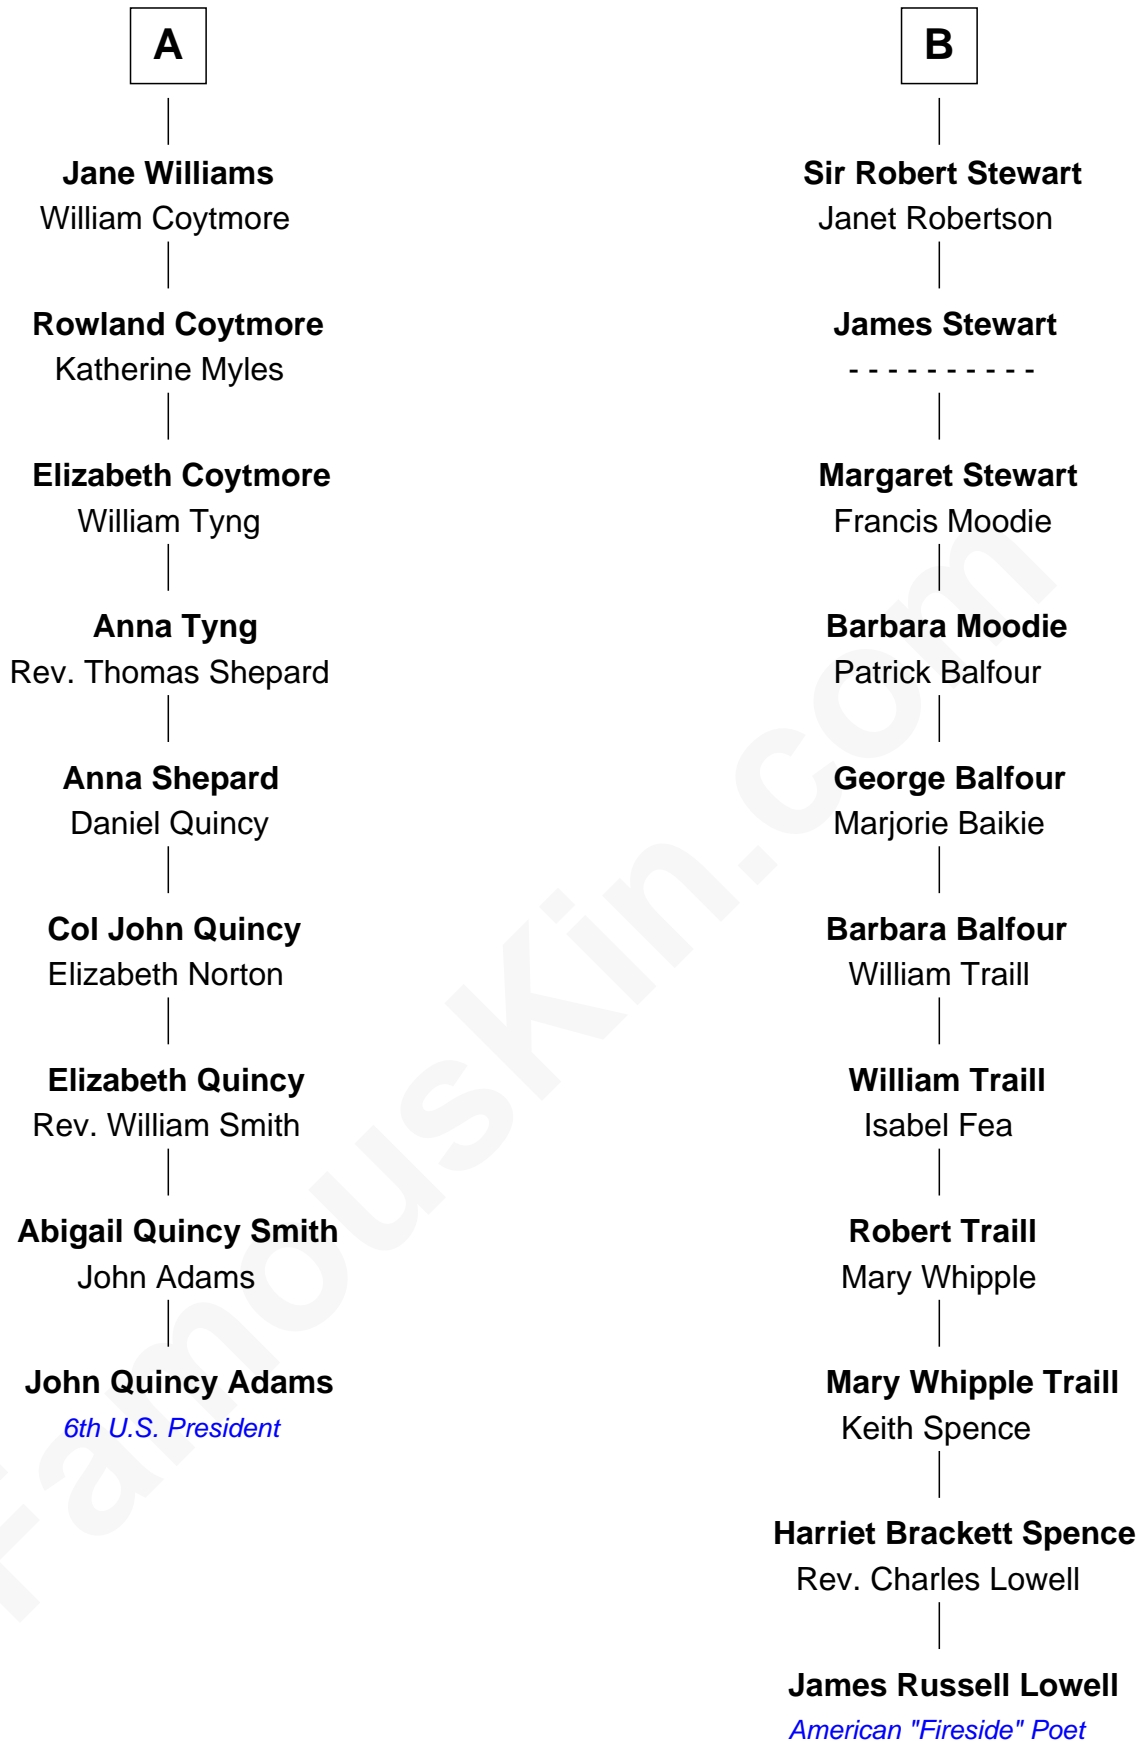 A
Jane Williams
William Coytmore
Rowland Coytmore
Katherine Myles
Elizabeth Coytmore
William Tyng
Anna Tyng
Rev. Thomas Shepard
Anna Shepard
Daniel Quincy
Col John Quincy
Elizabeth Norton
Elizabeth Quincy
Rev. William Smith
Abigail Quincy Smith
John Adams
John Quincy Adams
6th U.S. President
B
Sir Robert Stewart
Janet Robertson
James Stewart
- - - - - - - - - -
Margaret Stewart
Francis Moodie
Barbara Moodie
Patrick Balfour
George Balfour
Marjorie Baikie
Barbara Balfour
William Traill
William Traill
Isabel Fea
Robert Traill
Mary Whipple
Mary Whipple Traill
Keith Spence
Harriet Brackett Spence
Rev. Charles Lowell
James Russell Lowell
American "Fireside" Poet
FamousKin.com